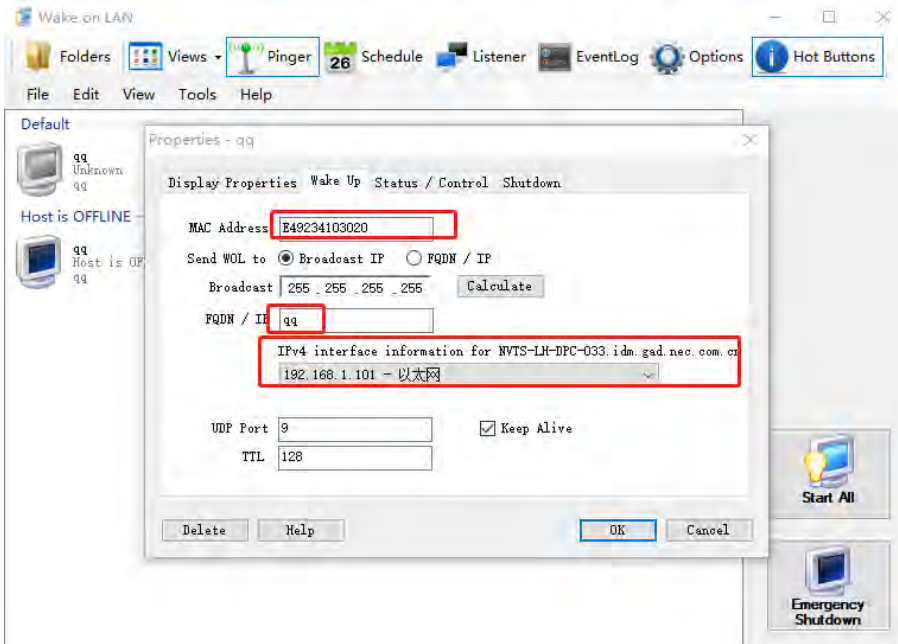 Wake on LAN
Folders Views Pinger 26 Schedule Listener EventLog Options Hot Buttons
File Edit View Tools Help
Default
qq
Unknown
qq
Host is OFFLINE
qq
Host is OF
qq
Properties - qq
Display Properties Wake Up Status / Control Shutdown
MAC Address E49234103020
Send WOL to Broadcast IP FQDN / IP
Broadcast 255 . 255 . 255 . 255 Calculate
FQDN / IP qq
IPv4 interface information for NVTS-LH-DPC-033.idm.gad.nec.com.cn
192.168.1.101 - 以太网
UDP Port 9 Keep Alive
TTL 128
Delete Help OK Cancel
Start All
Emergency
Shutdown